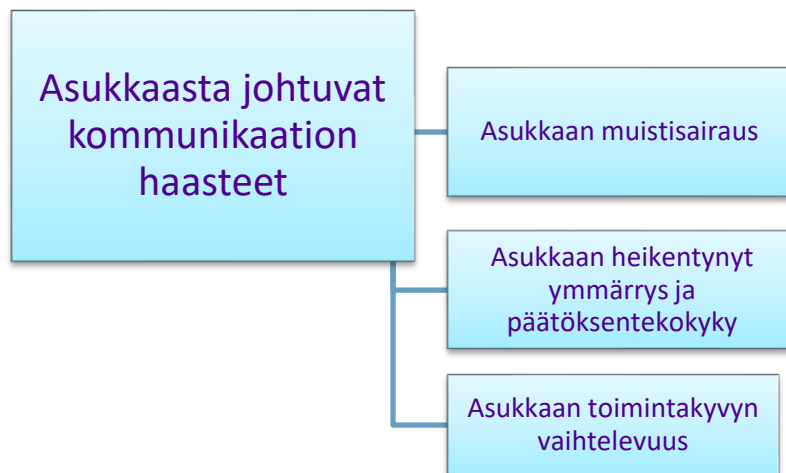 Asukkaasta johtuvat
kommunikaation
haasteet
Asukkaan muistisairaus
Asukkaan heikentynyt
ymmärrys ja
päätöksentekokyky
Asukkaan toimintakyvyn
vaihtelevuus